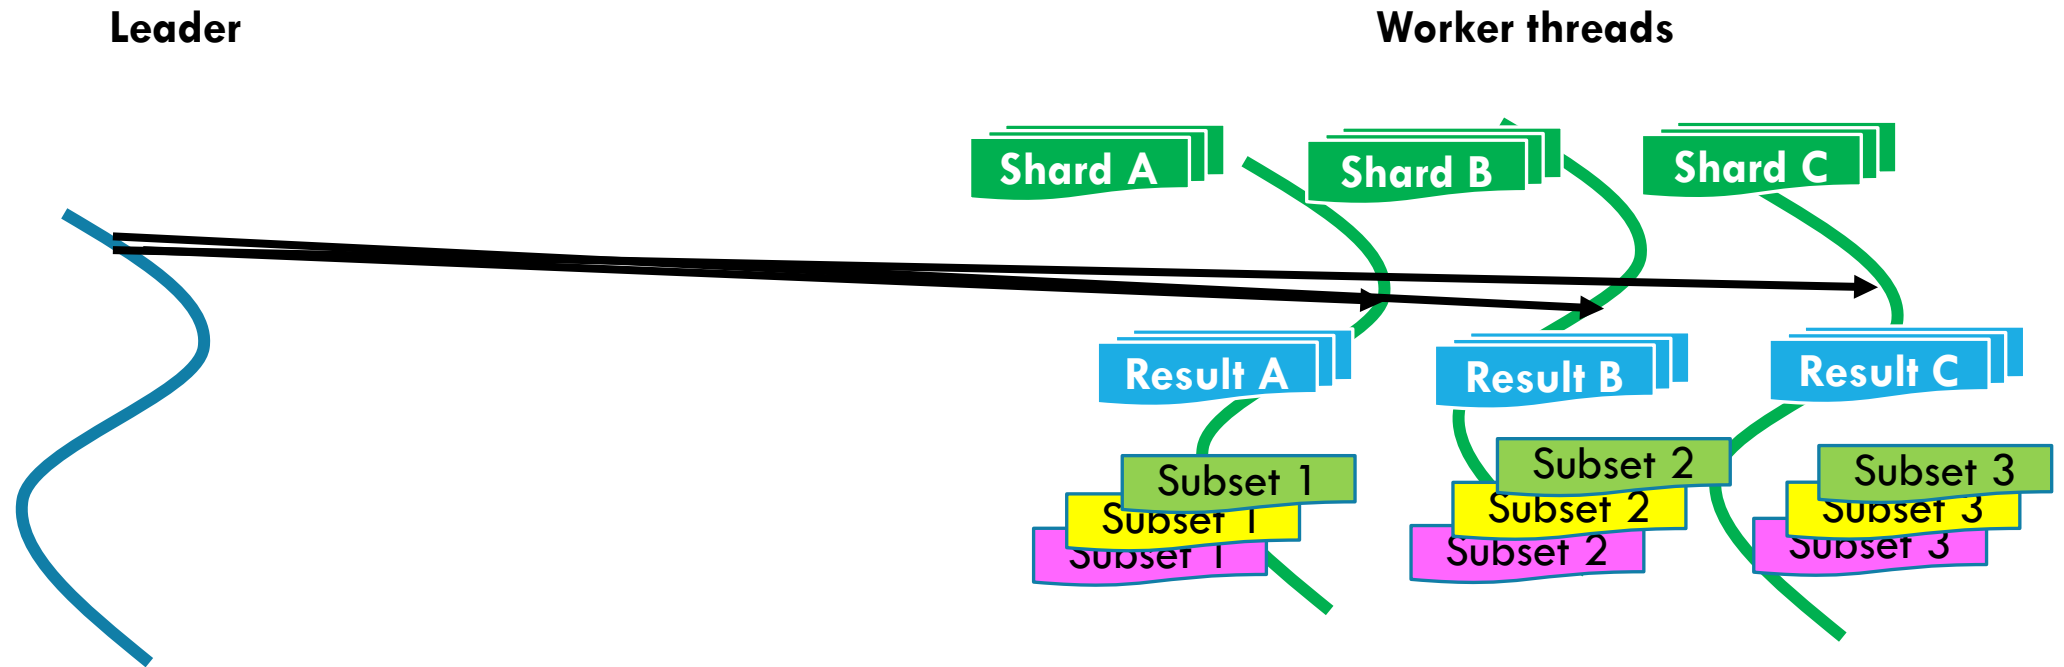 Leader
Worker threads
Shard A
Shard B
Shard C
Result A
Result B
Result C
Subset 1
Subset 1
Subset 1
Subset 2
Subset 2
Subset 2
Subset 3
Subset 3
Subset 3